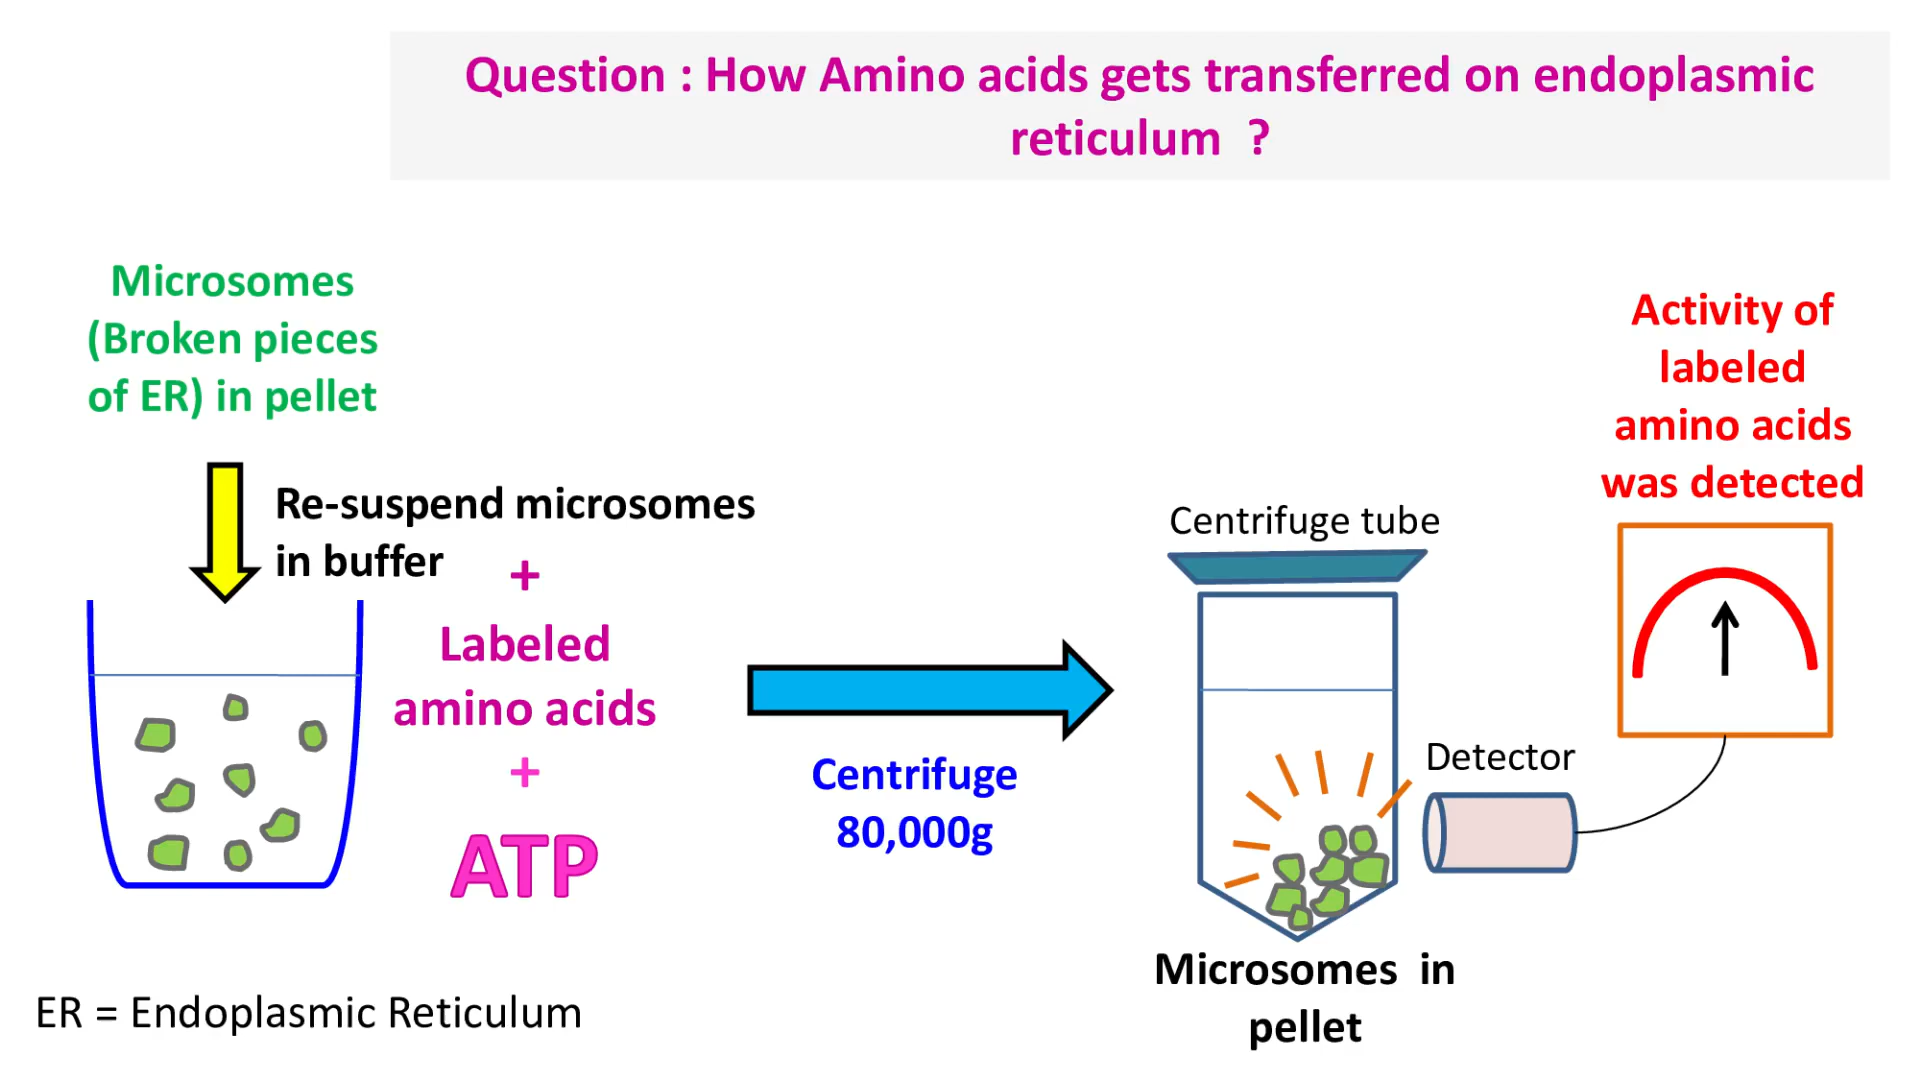 Question : How Amino acids gets transferred on endoplasmic
reticulum ?
Microsomes
(Broken pieces
of ER) in pellet
Re-suspend microsomes
in buffer
+
Labeled
amino acids
+
ATP
Centrifuge
80,000g
Centrifuge tube
Microsomes in
pellet
Detector
Activity of
labeled
amino acids
was detected
ER = Endoplasmic Reticulum